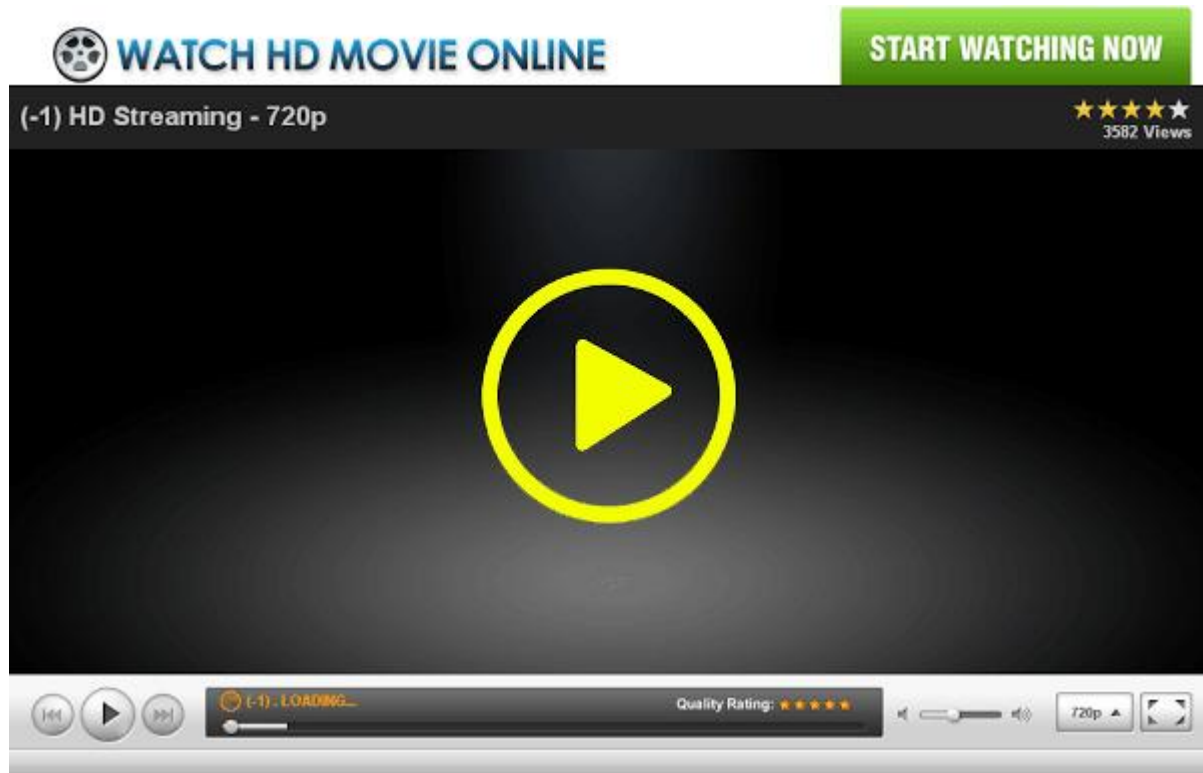 WATCH HD MOVIE ONLINE
START WATCHING NOW
(-1) HD Streaming - 720p
3582 Views
(-1) : LOADING...
Quality Rating:
720p